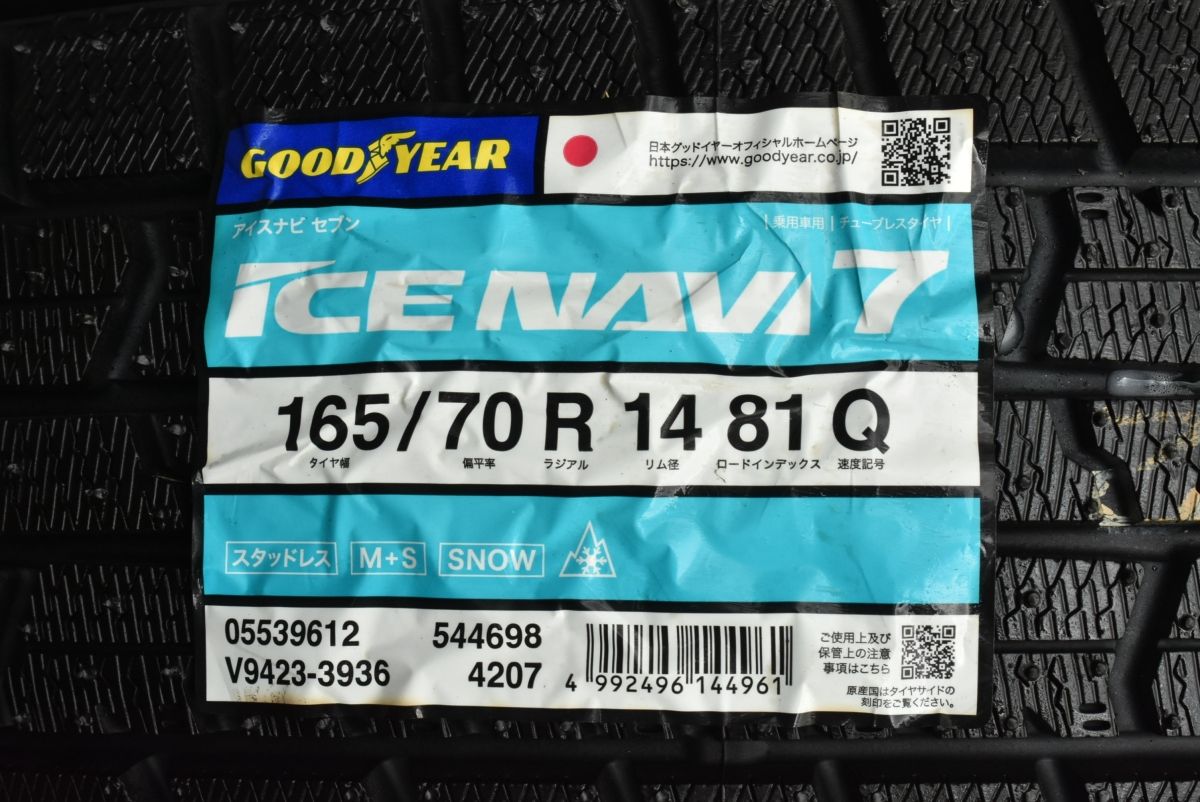 GOODYEAR
日本グッドイヤーオフィシャルホームページ
https://www.goodyear.co.jp/
アイスナビ セブン
| 乗用車用 | チューブレスタイヤ |
ICE NAVI 7
165/70 R 14 81 Q
タイヤ幅 偏平率 ラジアル リム径 ロードインデックス 速度記号
スタッドレス M+S SNOW
05539612 544698
V9423-3936 4207
4 992496 144961
ご使用上及び
保管上の注意
事項はこちら
原産国はタイヤサイドの
刻印をご覧ください。